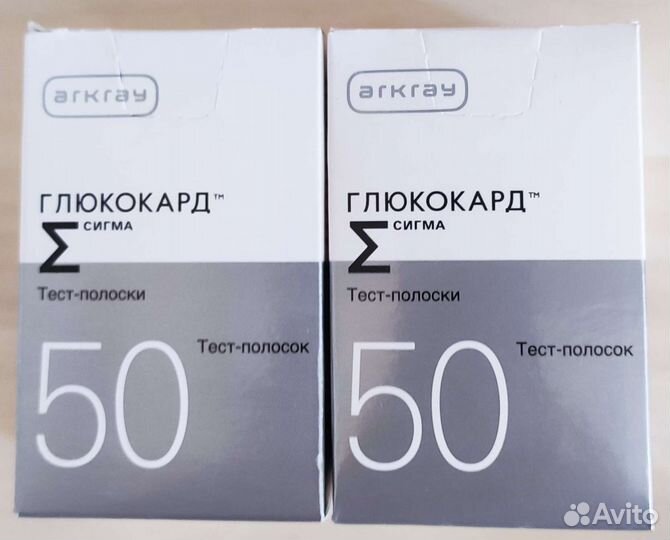 arkray
ГЛЮКОКАРД™
Σ СИГМА
Тест-полоски
50 Тест-полосок
arkray
ГЛЮКОКАРД™
Σ СИГМА
Тест-полоски
50 Тест-полосок
Avito